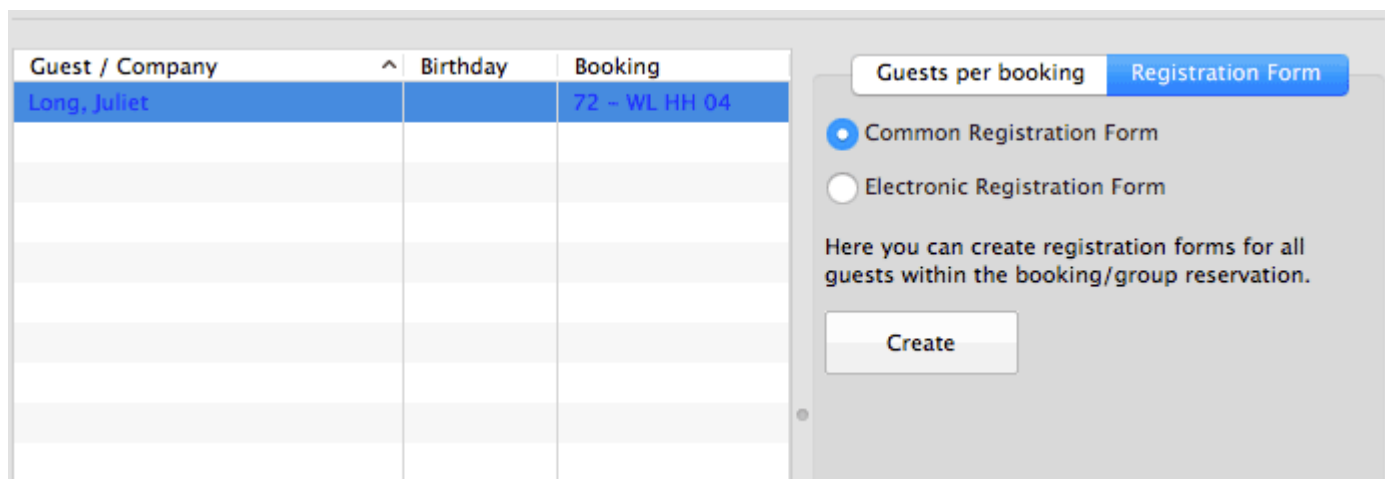 Guest / Company Birthday Booking
Long, Juliet 72 – WL HH 04
Guests per booking Registration Form
Common Registration Form
Electronic Registration Form
Here you can create registration forms for all
guests within the booking/group reservation.
Create